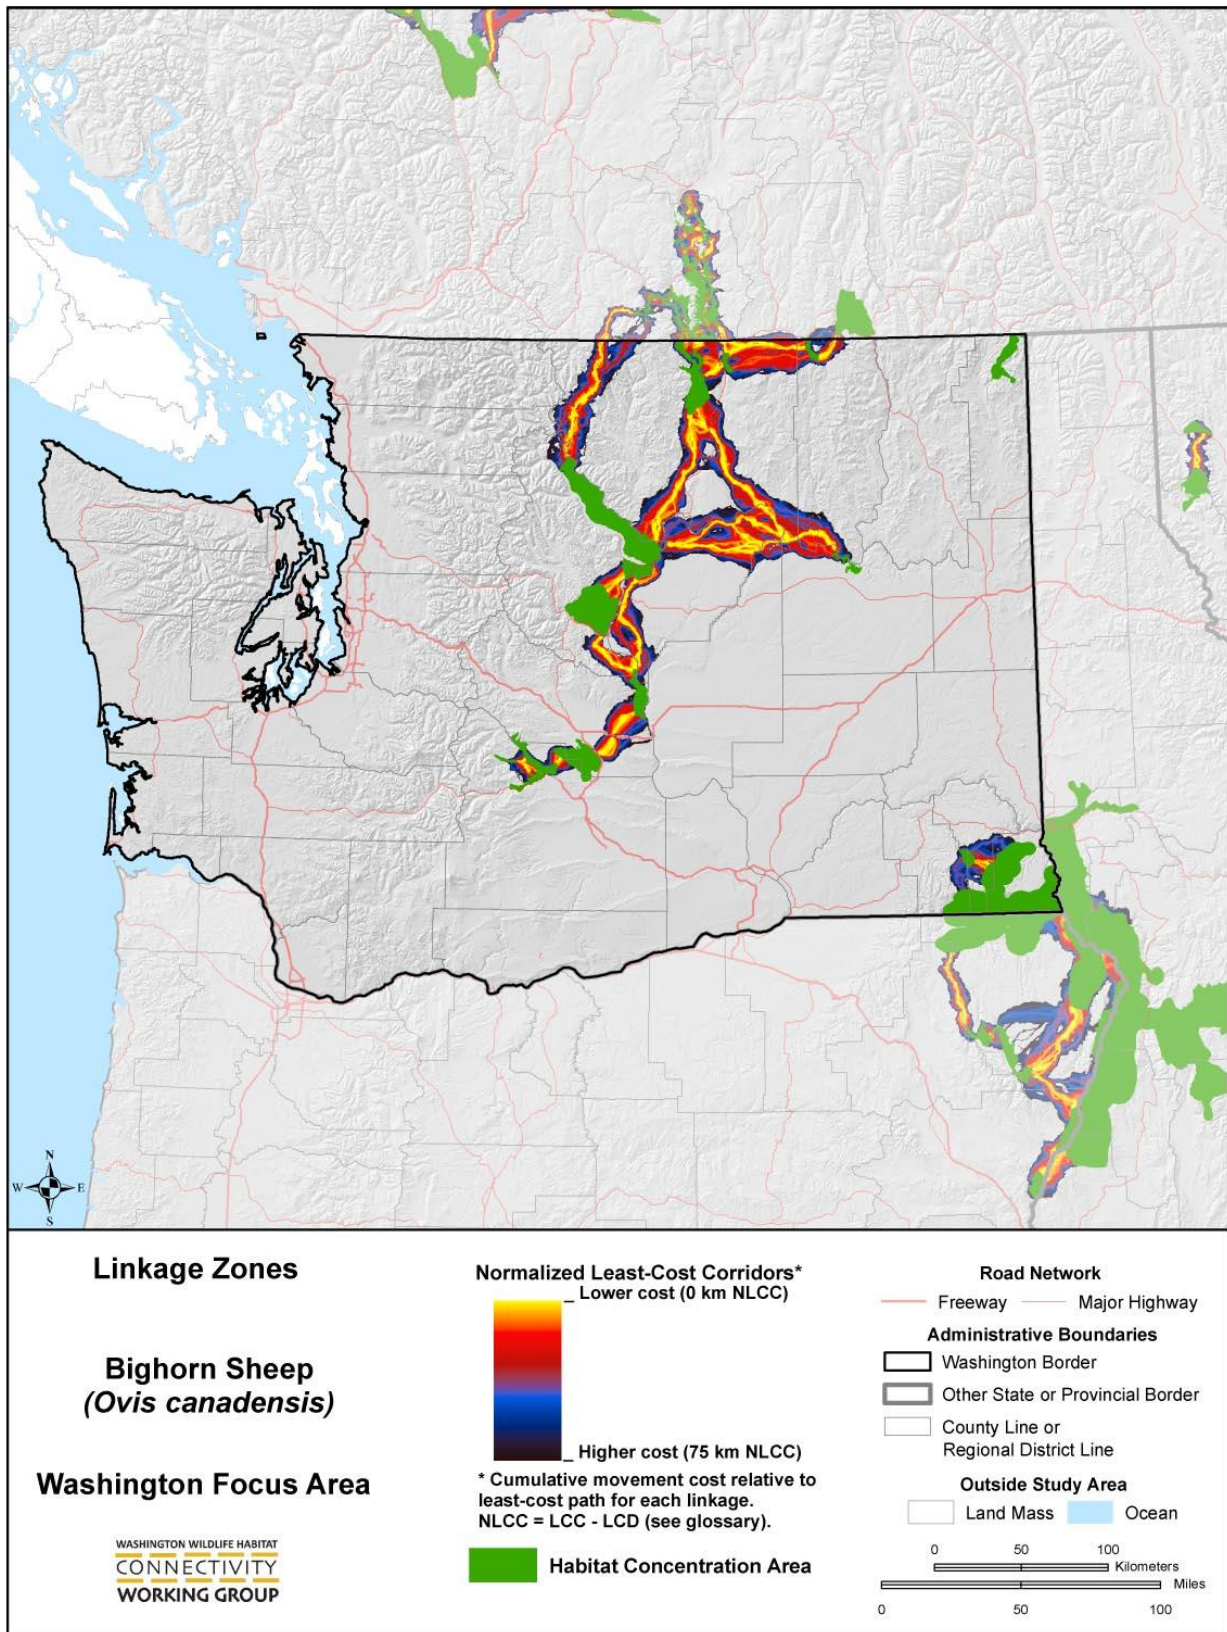 N
W E
S
Linkage Zones
Bighorn Sheep
(Ovis canadensis)
Washington Focus Area
WASHINGTON WILDLIFE HABITAT
CONNECTIVITY
WORKING GROUP
Normalized Least-Cost Corridors*
_ Lower cost (0 km NLCC)
_ Higher cost (75 km NLCC)
* Cumulative movement cost relative to
least-cost path for each linkage.
NLCC = LCC - LCD (see glossary).
Habitat Concentration Area
Road Network
Freeway Major Highway
Administrative Boundaries
Washington Border
Other State or Provincial Border
County Line or
Regional District Line
Outside Study Area
Land Mass Ocean
0 50 100
Kilometers
Miles
0 50 100